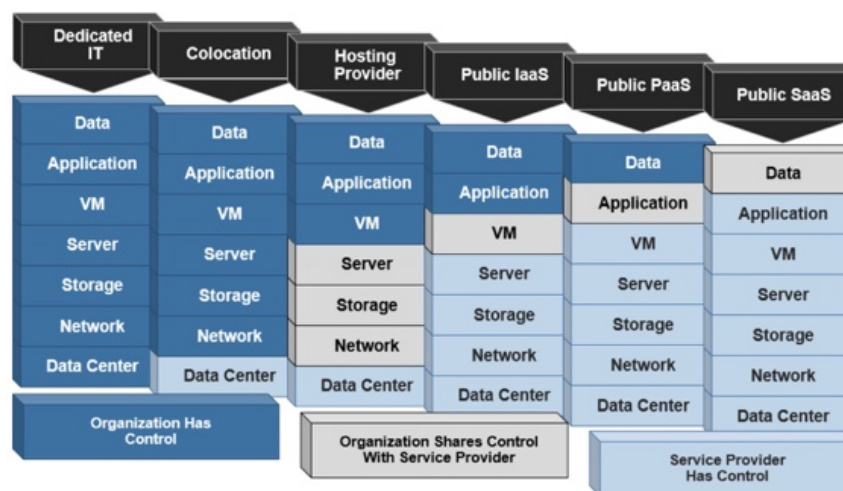 Dedicated
IT
Colocation
Hosting
Provider
Public IaaS
Public PaaS
Public SaaS
Data
Application
VM
Server
Storage
Network
Data Center
Data
Application
VM
Server
Storage
Network
Data Center
Data
Application
VM
Server
Storage
Network
Data Center
Data
Application
VM
Server
Storage
Network
Data Center
Data
Application
VM
Server
Storage
Network
Data Center
Data
Application
VM
Server
Storage
Network
Data Center
Organization Has
Control
Organization Shares Control
With Service Provider
Service Provider
Has Control